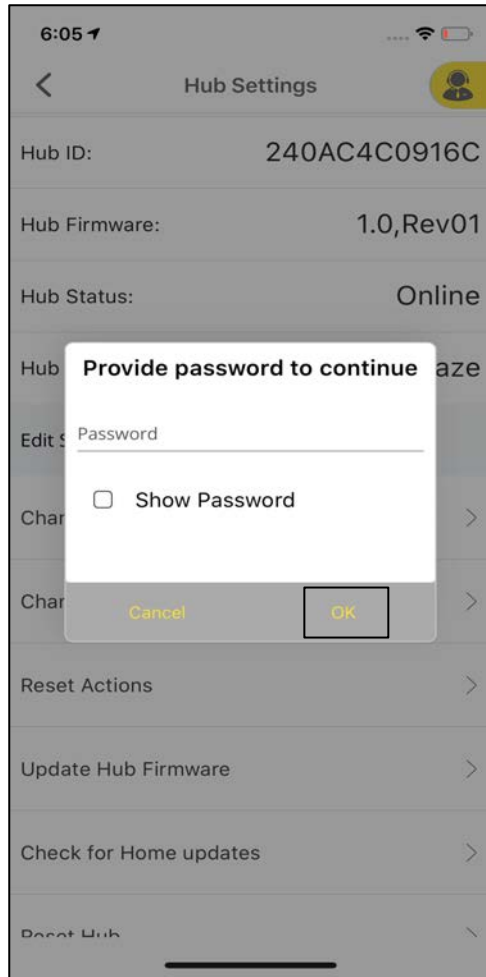 6:05
Hub Settings
Hub ID: 240AC4C0916C
Hub Firmware: 1.0,Rev01
Hub Status: Online
Hub aze
Provide password to continue
Edit S
Password
Show Password
Char
Char
Cancel OK
Reset Actions
Update Hub Firmware
Check for Home updates
Reset Hub